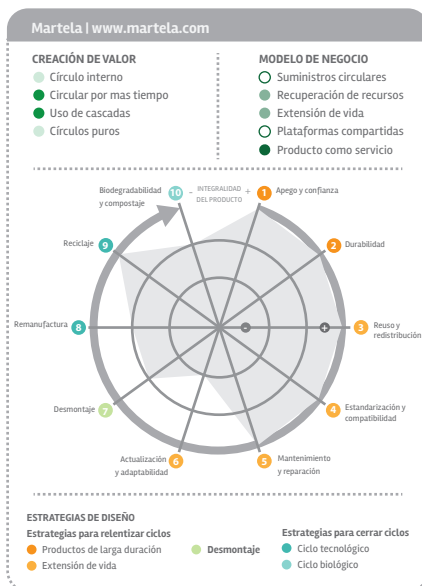 Martela | www.martela.com
CREACIÓN DE VALOR
Círculo interno
Circular por mas tiempo
Uso de cascadas
Círculos puros
MODELO DE NEGOCIO
Suministros circulares
Recuperación de recursos
Extensión de vida
Plataformas compartidas
Producto como servicio
Biodegradabilidad
y compostaje
10
- INTEGRALIDAD +
DEL PRODUCTO
1
Apego y confianza
Reciclaje
9
2
Durabilidad
Remanufactura
8
-
+
3
Reuso y
redistribución
Desmontaje
7
4
Estandarización y
compatibilidad
Actualización
y adaptabilidad
6
5
Mantenimiento
y reparación
ESTRATEGIAS DE DISEÑO
Estrategias para relentizar ciclos
Productos de larga duración
Extensión de vida
Desmontaje
Estrategias para cerrar ciclos
Ciclo tecnológico
Ciclo biológico